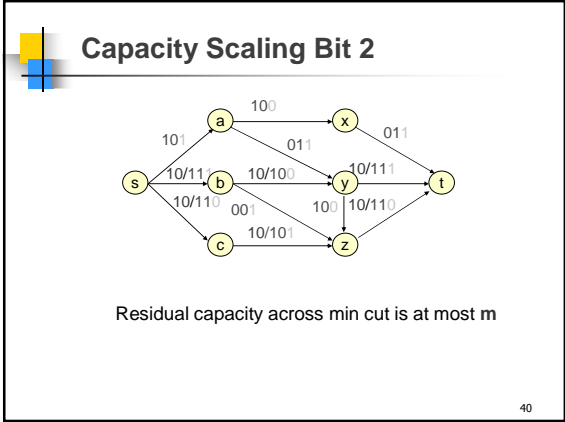 Capacity Scaling Bit 2
100
a
x
101
011
011
s
10/111
b
10/100
y
10/111
t
10/110
001
100
10/110
10/101
c
z
Residual capacity across min cut is at most m
40